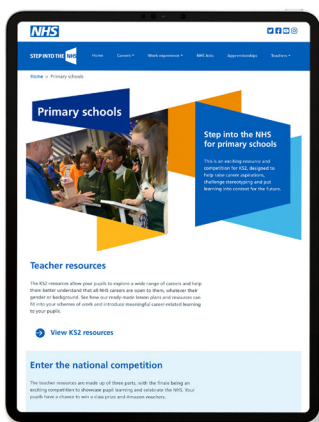 NHS
STEP INTO THE NHS
Home
Careers
Work experience
NHS Jobs
Apprenticeships
Teachers
Home > Primary schools
Primary schools
Step into the NHS
for primary schools
This is an exciting resource and
competition for KS2, designed to
help raise career aspirations,
challenge stereotyping and put
learning into context for the future.
Teacher resources
The KS2 resources allow your pupils to explore a wide range of careers and help
them better understand that all NHS careers are open to them, whatever their
gender or background. See how our ready-made lesson plans and resources can
fit into your schemes of work and introduce meaningful career-related learning
to your pupils.
View KS2 resources
Enter the national competition
The teacher resources are made up of three parts, with the finale being an
exciting competition to showcase pupil learning and celebrate the NHS. Your
pupils have a chance to win a class prize and Amazon vouchers.